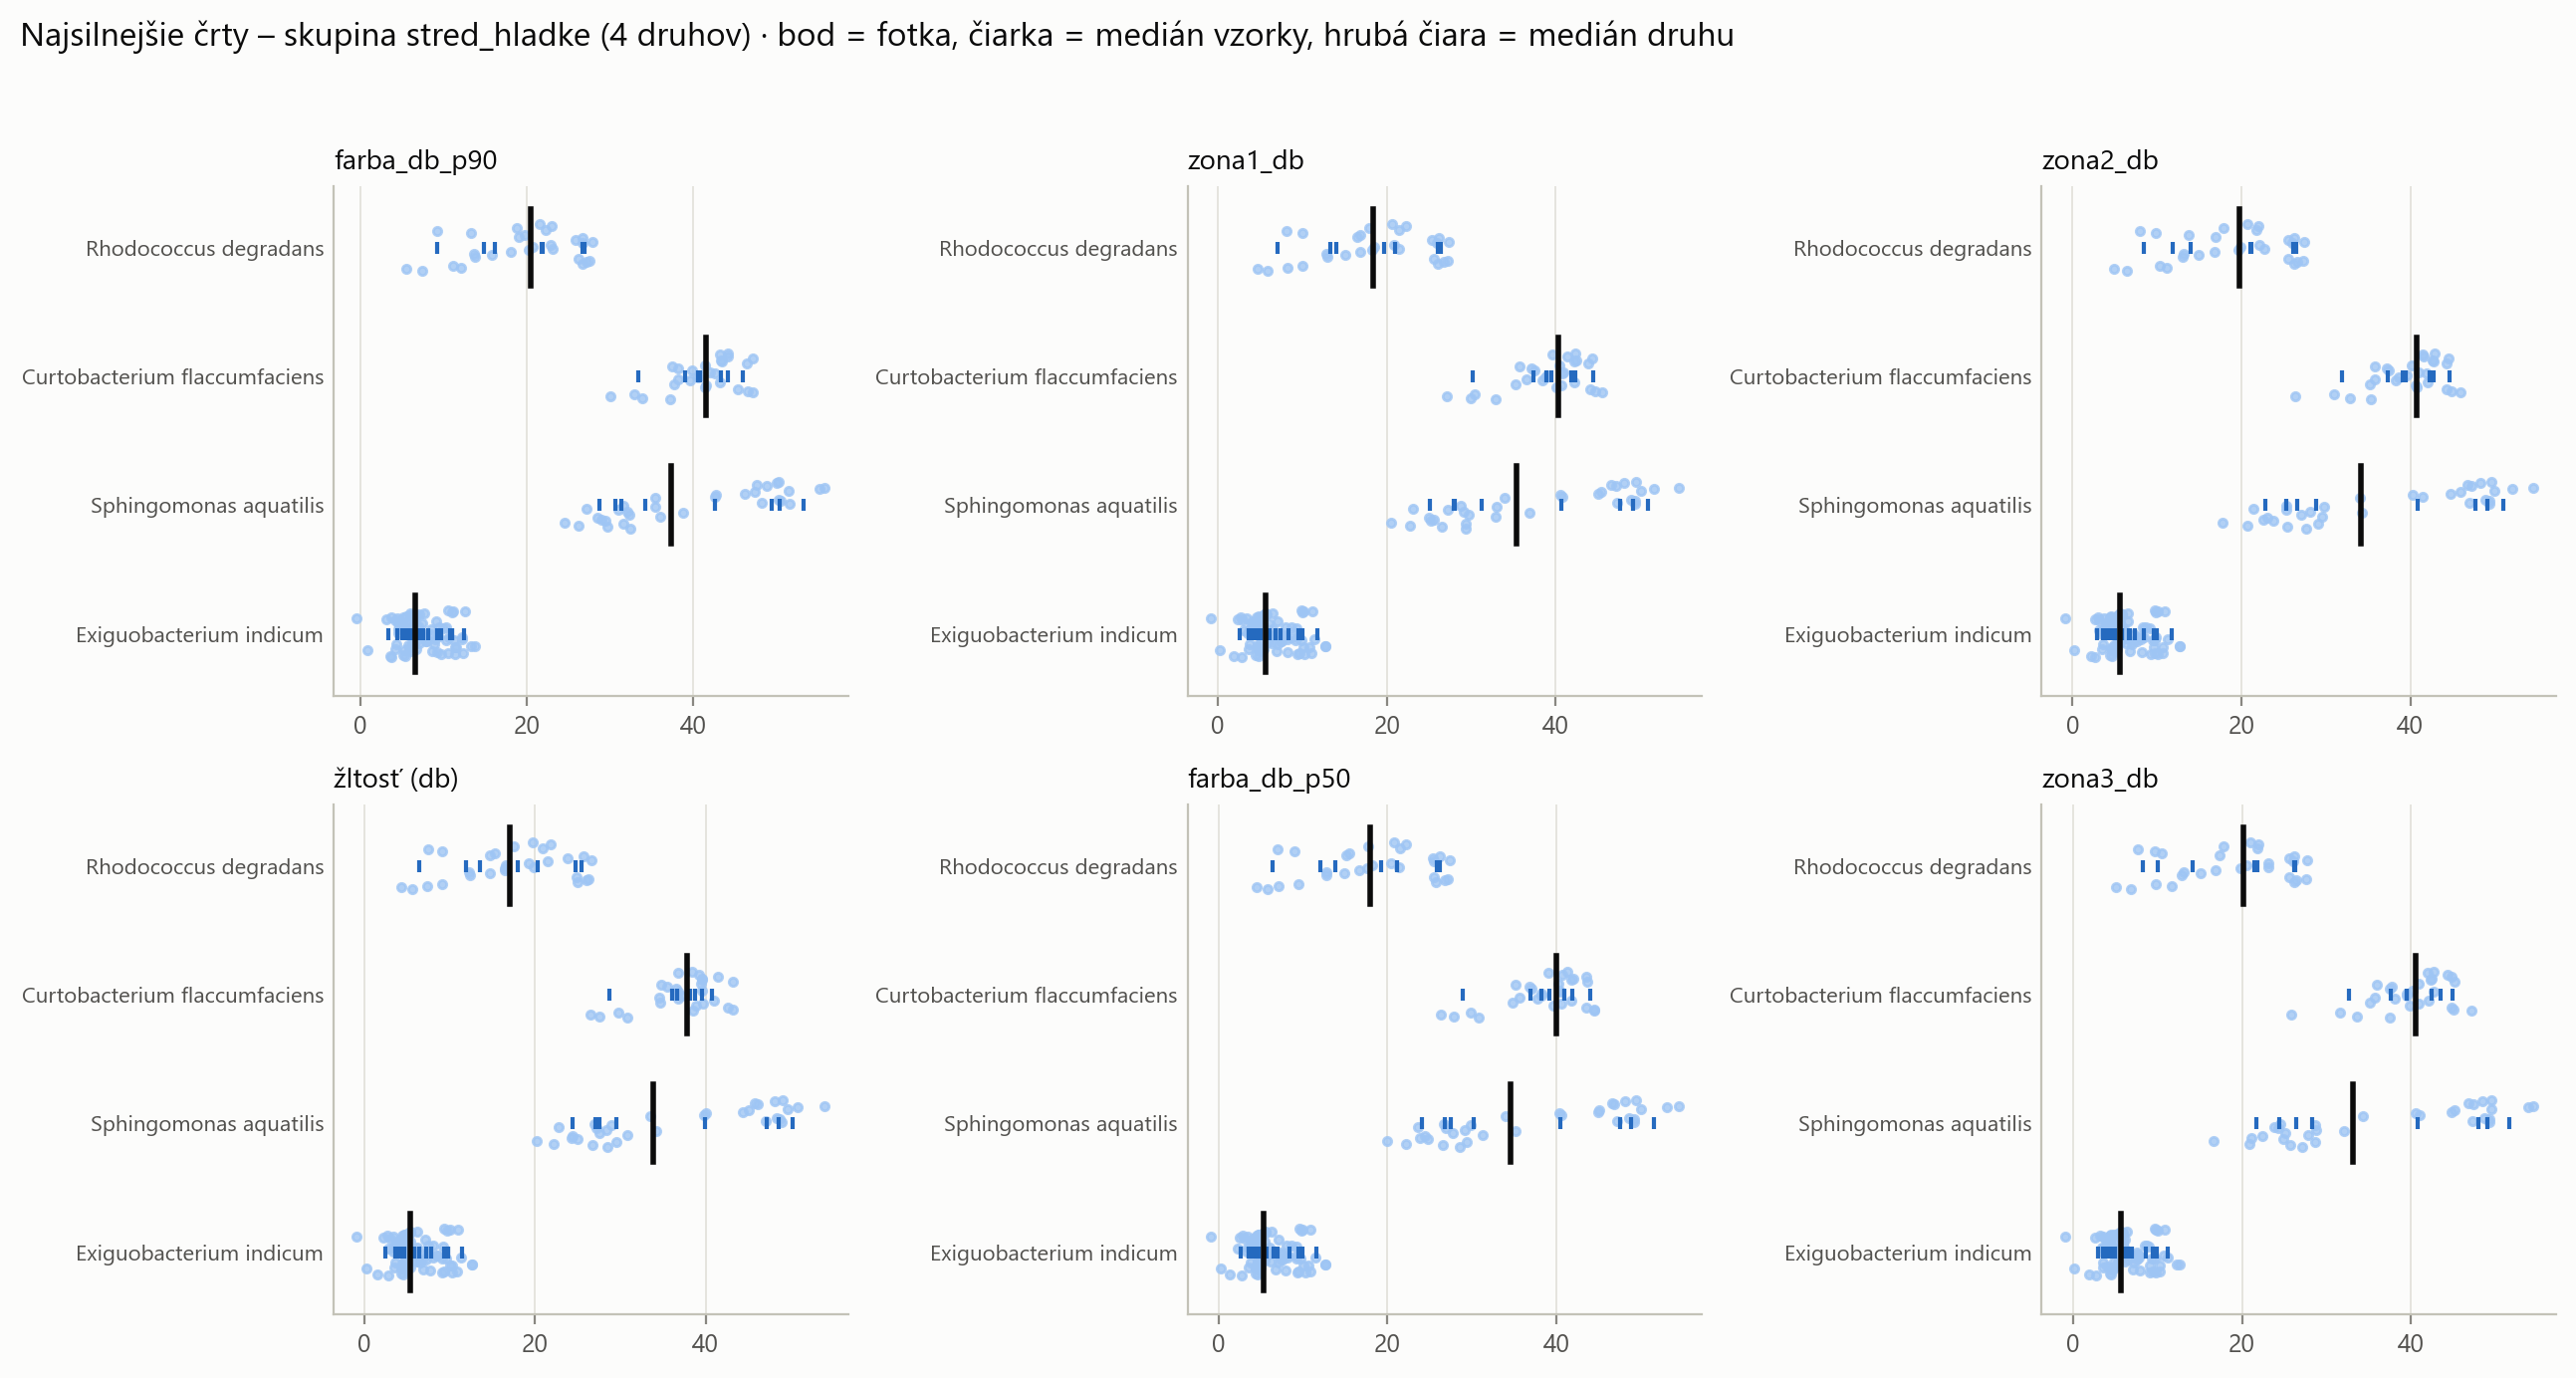 Najsilnejšie črty – skupina stred_hladke (4 druhov) · bod = fotka, čiarka = medián vzorky, hrubá čiara = medián druhu
farba_db_p90
Rhodococcus degradans
Curtobacterium flaccumfaciens
Sphingomonas aquatilis
Exiguobacterium indicum
0 20 40
zona1_db
Rhodococcus degradans
Curtobacterium flaccumfaciens
Sphingomonas aquatilis
Exiguobacterium indicum
0 20 40
zona2_db
Rhodococcus degradans
Curtobacterium flaccumfaciens
Sphingomonas aquatilis
Exiguobacterium indicum
0 20 40
žltosť (db)
Rhodococcus degradans
Curtobacterium flaccumfaciens
Sphingomonas aquatilis
Exiguobacterium indicum
0 20 40
farba_db_p50
Rhodococcus degradans
Curtobacterium flaccumfaciens
Sphingomonas aquatilis
Exiguobacterium indicum
0 20 40
zona3_db
Rhodococcus degradans
Curtobacterium flaccumfaciens
Sphingomonas aquatilis
Exiguobacterium indicum
0 20 40